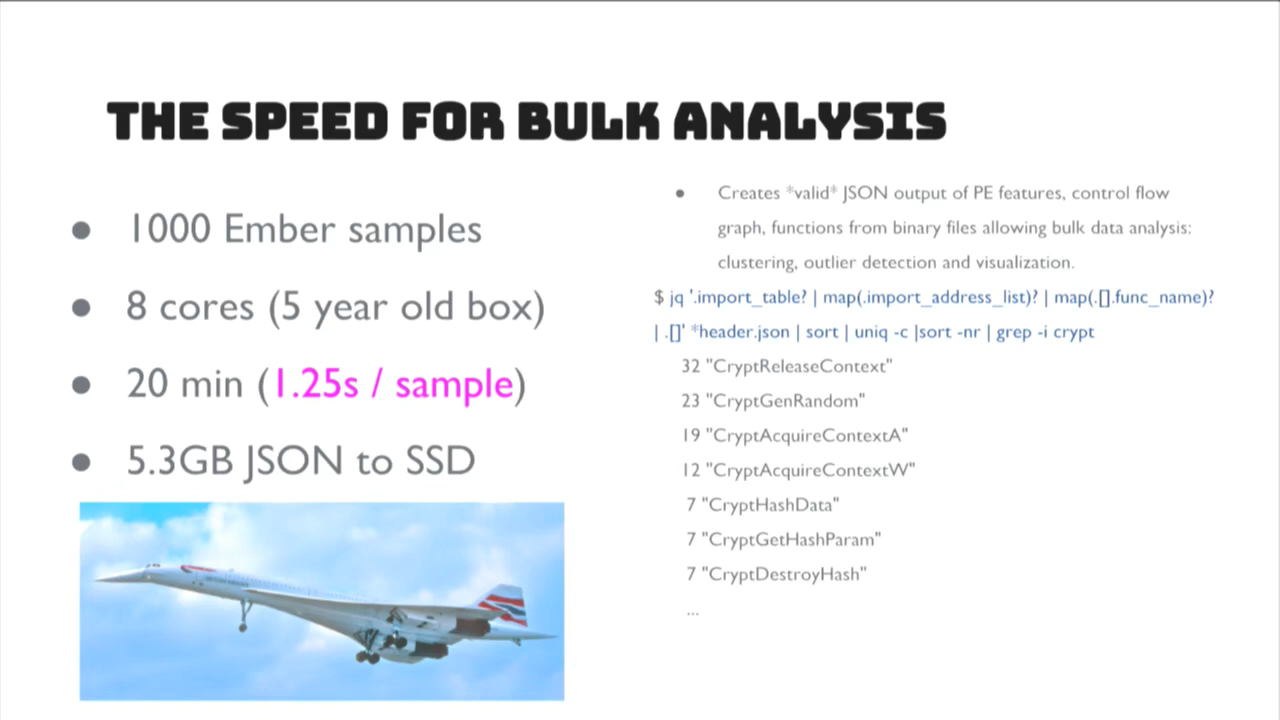 THE SPEED FOR BULK ANALYSIS
● 1000 Ember samples
● 8 cores (5 year old box)
● 20 min (1.25s / sample)
● 5.3GB JSON to SSD
● Creates *valid* JSON output of PE features, control flow
graph, functions from binary files allowing bulk data analysis:
clustering, outlier detection and visualization.
$ jq '.import_table? | map(.import_address_list)? | map(.[].func_name)?
| .[]' *header.json | sort | uniq -c |sort -nr | grep -i crypt
32 "CryptReleaseContext"
23 "CryptGenRandom"
19 "CryptAcquireContextA"
12 "CryptAcquireContextW"
7 "CryptHashData"
7 "CryptGetHashParam"
7 "CryptDestroyHash"
...